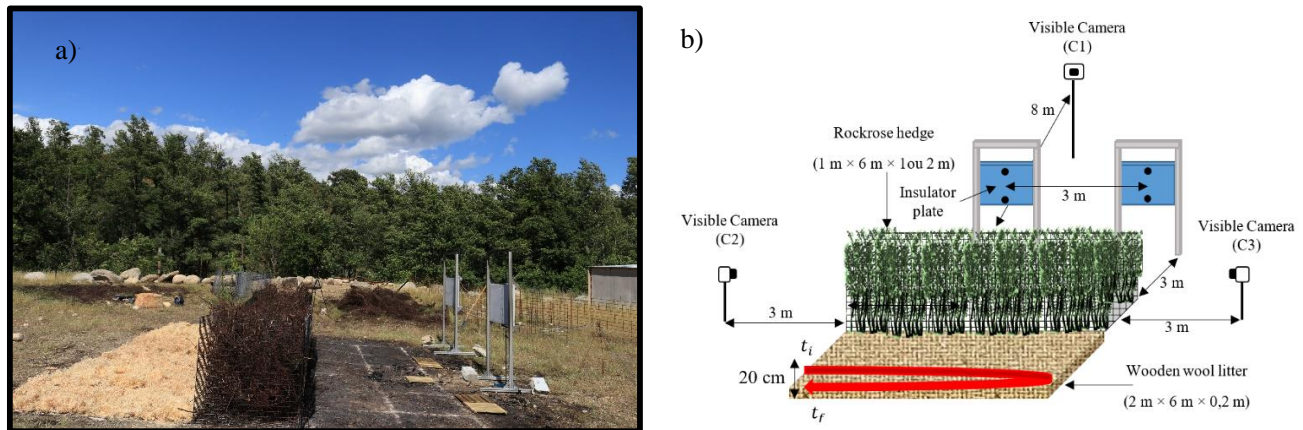 a)
b)
Visible Camera
(C1)
8 m
Rockrose hedge
(1 m × 6 m × 1ou 2 m)
Insulator
plate
3 m
Visible Camera
(C2)
Visible Camera
(C3)
3 m
3 m
3 m
t_i
20 cm
t_f
Wooden wool litter
(2 m × 6 m × 0,2 m)